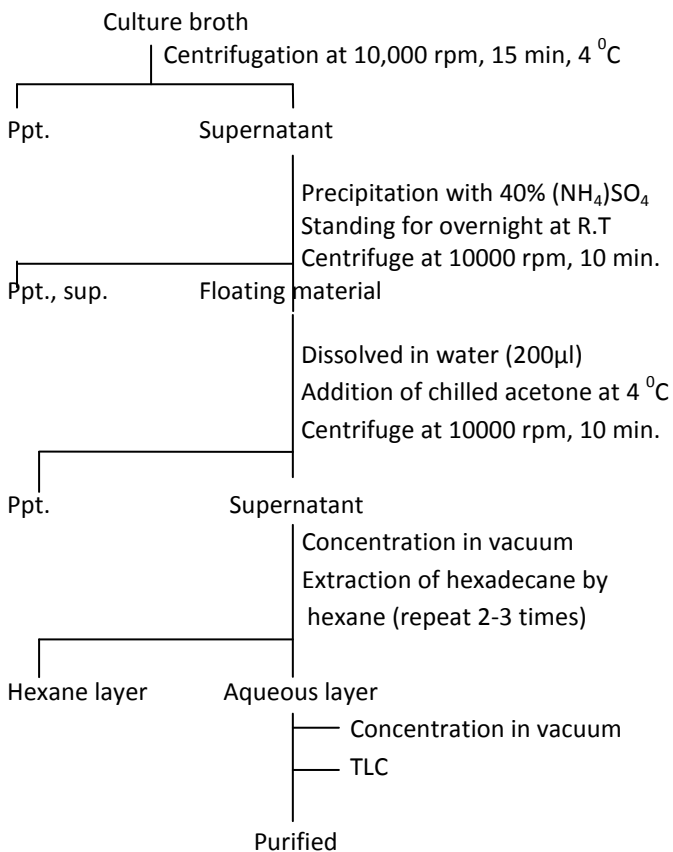 Culture broth
Centrifugation at 10,000 rpm, 15 min, 4 ⁰C
Ppt. Supernatant
Precipitation with 40% (NH₄)SO₄
Standing for overnight at R.T
Centrifuge at 10000 rpm, 10 min.
Ppt., sup. Floating material
Dissolved in water (200µl)
Addition of chilled acetone at 4 ⁰C
Centrifuge at 10000 rpm, 10 min.
Ppt. Supernatant
Concentration in vacuum
Extraction of hexadecane by
hexane (repeat 2-3 times)
Hexane layer Aqueous layer
Concentration in vacuum
TLC
Purified